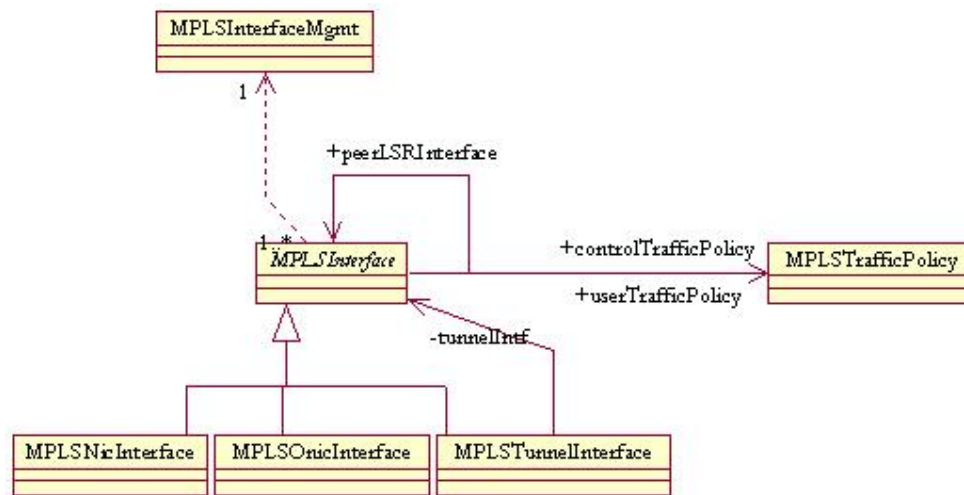 MPLSInterfaceMgmt
1
+peerLSRInterface
1..*
MPLSInterface
+controlTrafficPolicy
MPLSTrafficPolicy
+userTrafficPolicy
-tunnelIntf
MPLSNicInterface
MPLSOnicInterface
MPLSTunnelInterface